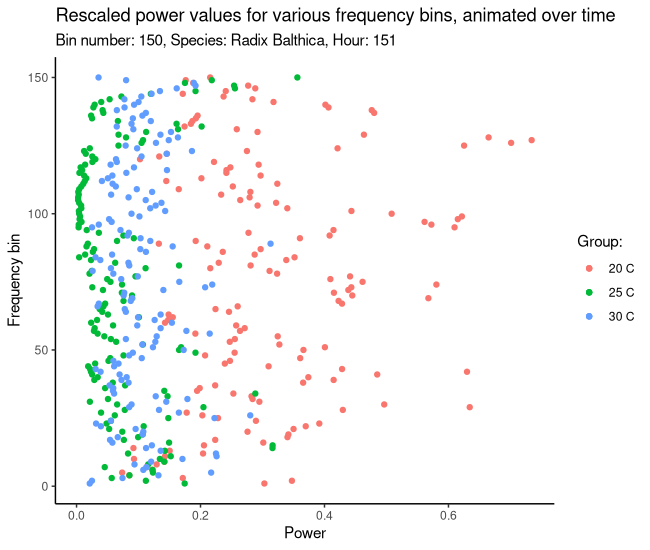 Rescaled power values for various frequency bins, animated over time
Bin number: 150, Species: Radix Balthica, Hour: 151
150
100
50
0
Frequency bin
0.0 0.2 0.4 0.6
Power
Group:
20 C
25 C
30 C